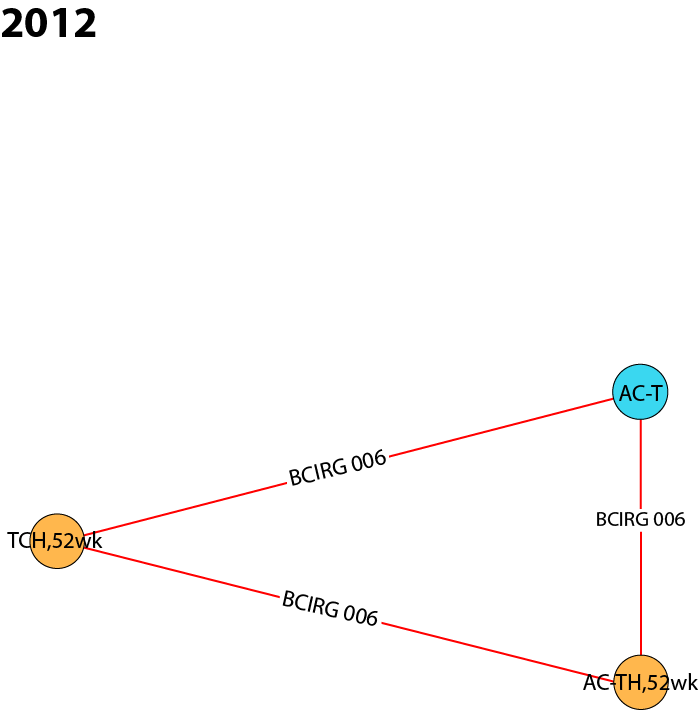 2012
AC-T
BCIRG 006
BCIRG 006
TCH,52wk
BCIRG 006
AC-TH,52wk